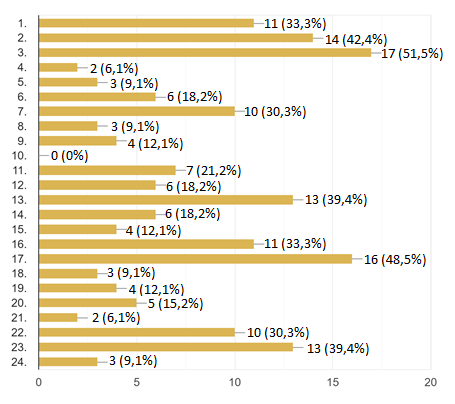 1. 11 (33,3%)
2. 14 (42,4%)
3. 17 (51,5%)
4. 2 (6,1%)
5. 3 (9,1%)
6. 6 (18,2%)
7. 10 (30,3%)
8. 3 (9,1%)
9. 4 (12,1%)
10. 0 (0%)
11. 7 (21,2%)
12. 6 (18,2%)
13. 13 (39,4%)
14. 6 (18,2%)
15. 4 (12,1%)
16. 11 (33,3%)
17. 16 (48,5%)
18. 3 (9,1%)
19. 4 (12,1%)
20. 5 (15,2%)
21. 2 (6,1%)
22. 10 (30,3%)
23. 13 (39,4%)
24. 3 (9,1%)
0 5 10 15 20